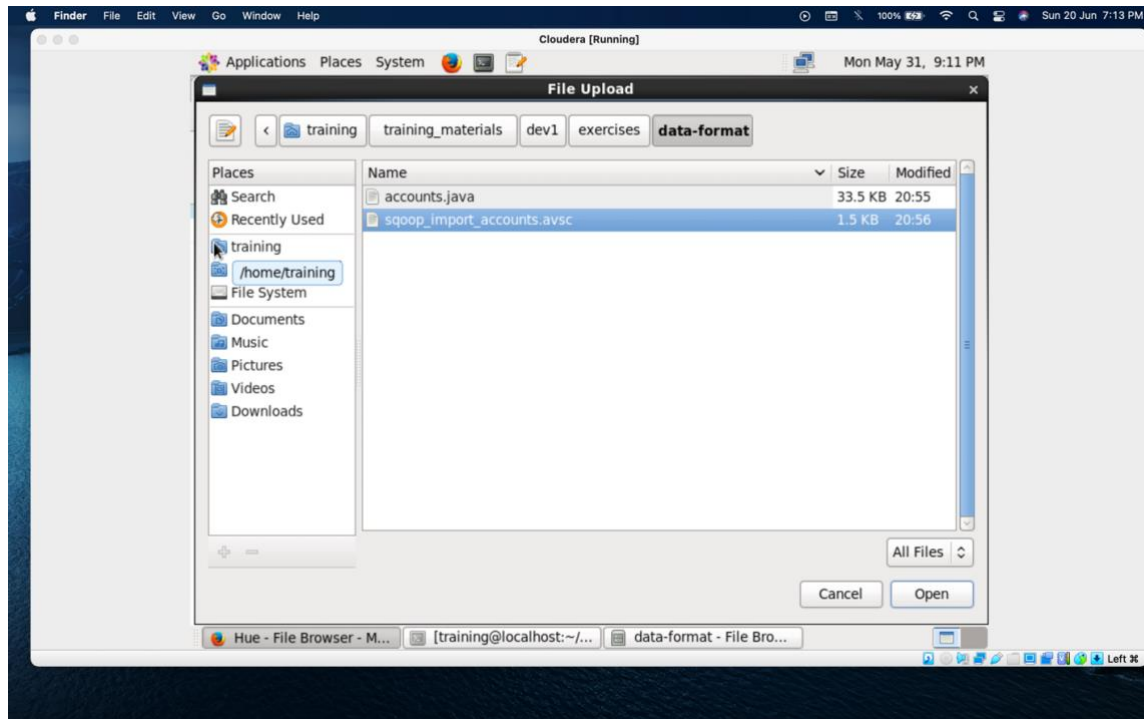 Finder File Edit View Go Window Help 100% Sun 20 Jun 7:13 PM
Cloudera [Running]
Applications Places System Mon May 31, 9:11 PM
File Upload
training training_materials dev1 exercises data-format
Places Name Size Modified
Search accounts.java 33.5 KB 20:55
Recently Used sqoop_import_accounts.avsc 1.5 KB 20:56
training
/home/training
File System
Documents
Music
Pictures
Videos
Downloads
All Files
Cancel Open
Hue - File Browser - M... [training@localhost:~/... data-format - File Bro...
Left ⌘